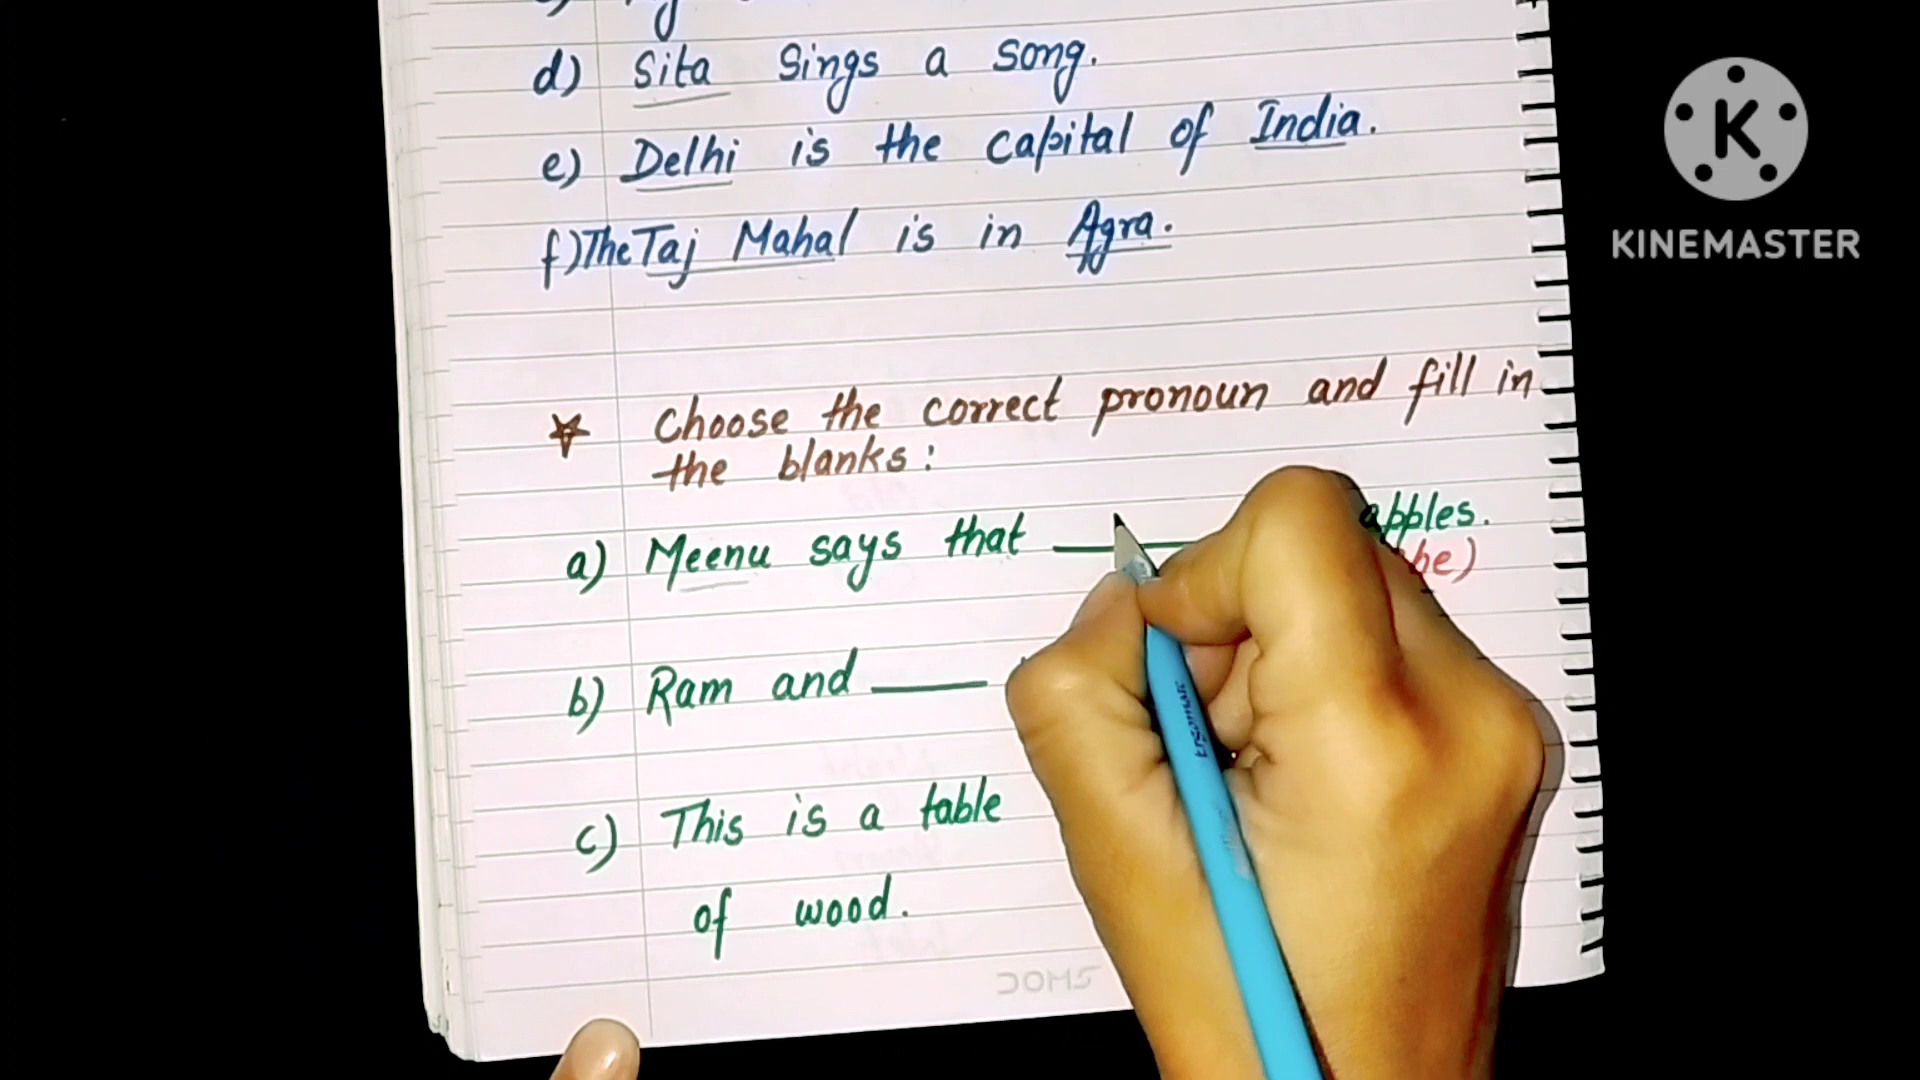 d) Sita Sings a song.
e) Delhi is the capital of India.
f) The Taj Mahal is in Agra.
Choose the correct pronoun and fill in
the blanks:
a) Meenu says that ____ apples.
he)
b) Ram and ____
c) This is a table
of wood.
DOMS
KINEMASTER